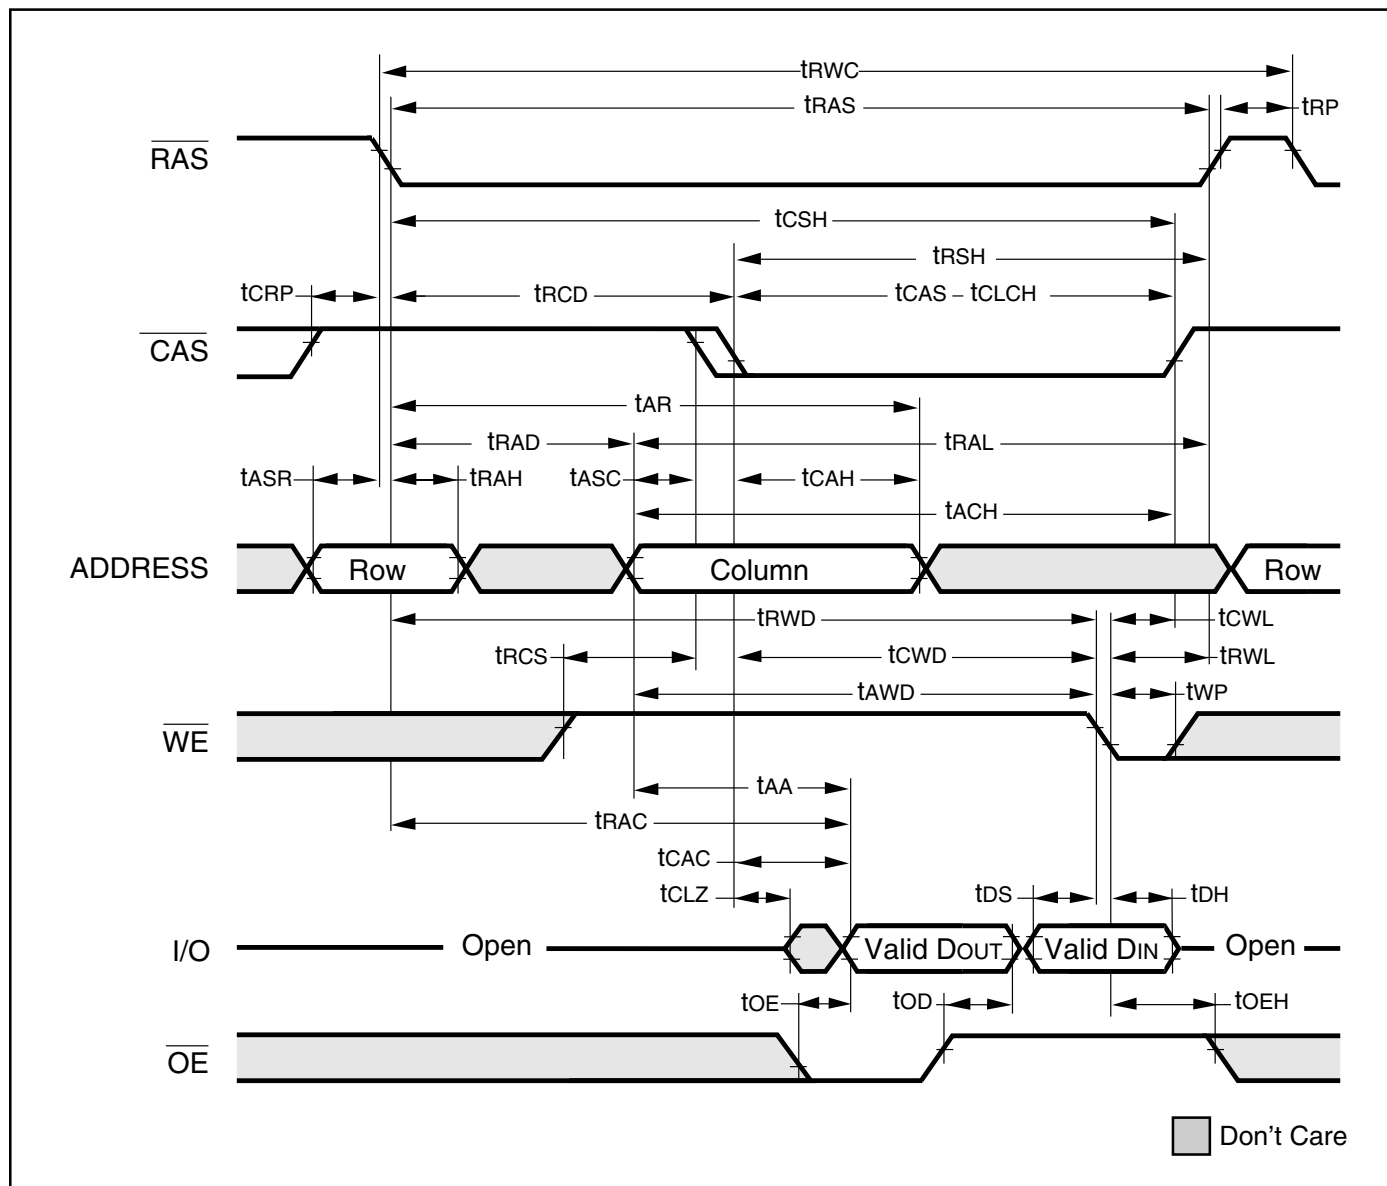 tRWC
tRAS
tRP
RAS
tCSH
tRSH
tCRP
tRCD
tCAS – tCLCH
CAS
tAR
tRAD
tRAL
tASR
tRAH
tASC
tCAH
tACH
ADDRESS
Row
Column
Row
tRWD
tCWL
tRCS
tCWD
tRWL
tAWD
tWP
WE
tAA
tRAC
tCAC
tCLZ
tDS
tDH
I/O
Open
Valid DOUT
Valid DIN
Open
tOE
tOD
tOEH
OE
Don't Care